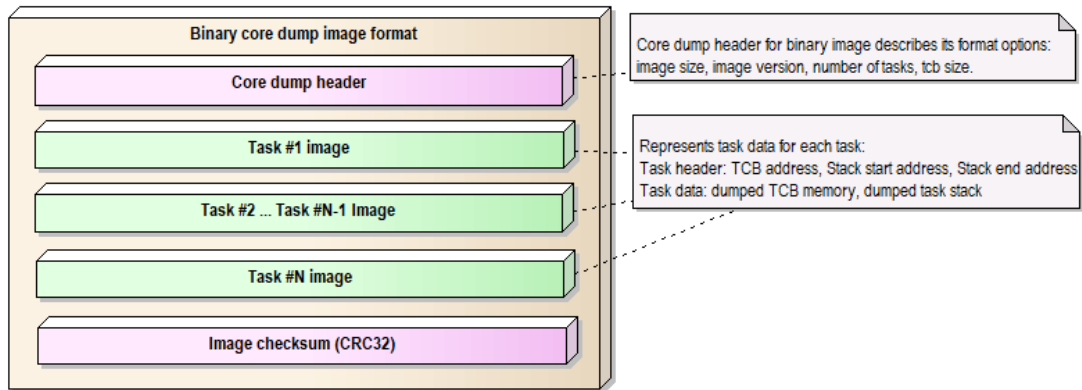 Binary core dump image format
Core dump header
Core dump header for binary image describes its format options:
image size, image version, number of tasks, tcb size.
Task #1 image
Represents task data for each task:
Task header: TCB address, Stack start address, Stack end address
Task data: dumped TCB memory, dumped task stack
Task #2 ... Task #N-1 Image
Task #N image
Image checksum (CRC32)